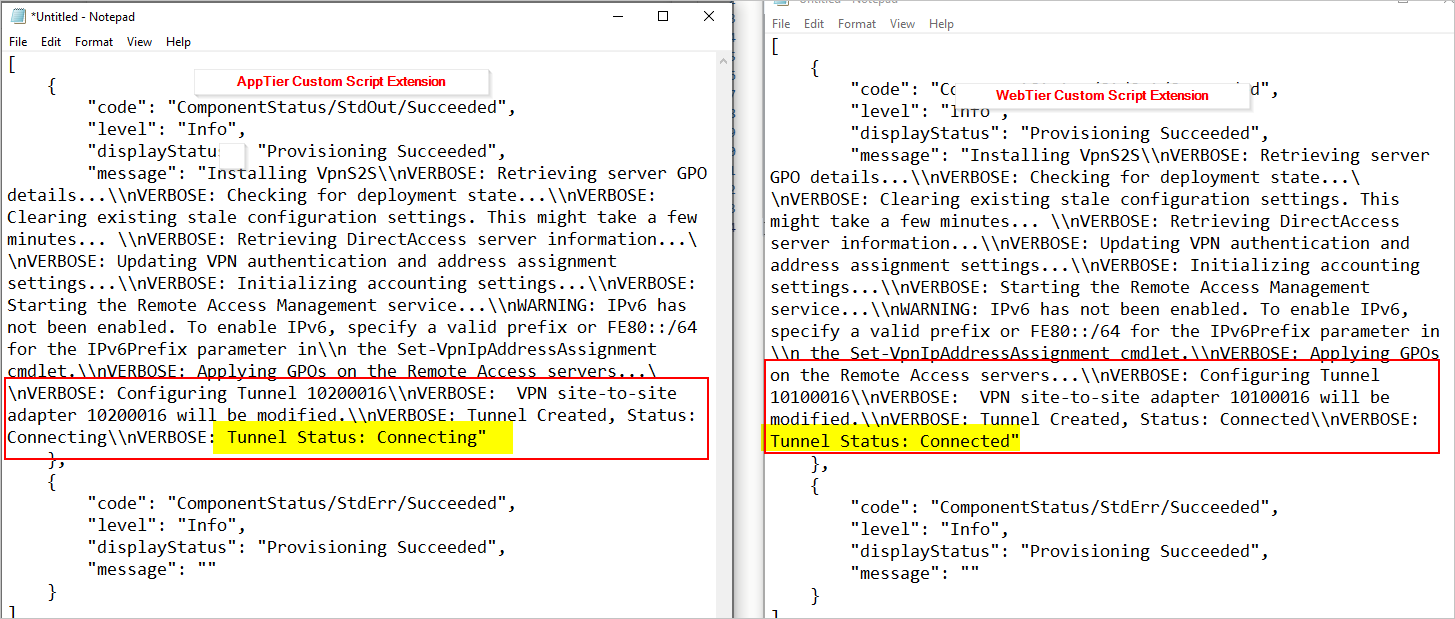 *Untitled - Notepad
File Edit Format View Help
[
{
AppTier Custom Script Extension
"code": "ComponentStatus/StdOut/Succeeded",
"level": "Info",
"displayStatu "Provisioning Succeeded",
"message": "Installing VpnS2S\\nVERBOSE: Retrieving server GPO
details...\\nVERBOSE: Checking for deployment state...\\nVERBOSE:
Clearing existing stale configuration settings. This might take a few
minutes... \\nVERBOSE: Retrieving DirectAccess server information...\
\nVERBOSE: Updating VPN authentication and address assignment
settings...\\nVERBOSE: Initializing accounting settings...\\nVERBOSE:
Starting the Remote Access Management service...\\nWARNING: IPv6 has
not been enabled. To enable IPv6, specify a valid prefix or FE80::/64
for the IPv6Prefix parameter in\\n the Set-VpnIpAddressAssignment
cmdlet.\\nVERBOSE: Applying GPOs on the Remote Access servers...\
\nVERBOSE: Configuring Tunnel 10200016\\nVERBOSE:  VPN site-to-site
adapter 10200016 will be modified.\\nVERBOSE: Tunnel Created, Status:
Connecting\\nVERBOSE: Tunnel Status: Connecting"
},
{
"code": "ComponentStatus/StdErr/Succeeded",
"level": "Info",
"displayStatus": "Provisioning Succeeded",
"message": ""
}
]
Untitled - Notepad
File Edit Format View Help
[
{
"code": "Co d",
WebTier Custom Script Extension
"level": "Info",
"displayStatus": "Provisioning Succeeded",
"message": "Installing VpnS2S\\nVERBOSE: Retrieving server
GPO details...\\nVERBOSE: Checking for deployment state...\
\nVERBOSE: Clearing existing stale configuration settings. This
might take a few minutes... \\nVERBOSE: Retrieving DirectAccess
server information...\\nVERBOSE: Updating VPN authentication and
address assignment settings...\\nVERBOSE: Initializing accounting
settings...\\nVERBOSE: Starting the Remote Access Management
service...\\nWARNING: IPv6 has not been enabled. To enable IPv6,
specify a valid prefix or FE80::/64 for the IPv6Prefix parameter in
\\n the Set-VpnIpAddressAssignment cmdlet.\\nVERBOSE: Applying GPOs
on the Remote Access servers...\\nVERBOSE: Configuring Tunnel
10100016\\nVERBOSE:  VPN site-to-site adapter 10100016 will be
modified.\\nVERBOSE: Tunnel Created, Status: Connected\\nVERBOSE:
Tunnel Status: Connected"
},
{
"code": "ComponentStatus/StdErr/Succeeded",
"level": "Info",
"displayStatus": "Provisioning Succeeded",
"message": ""
}
]